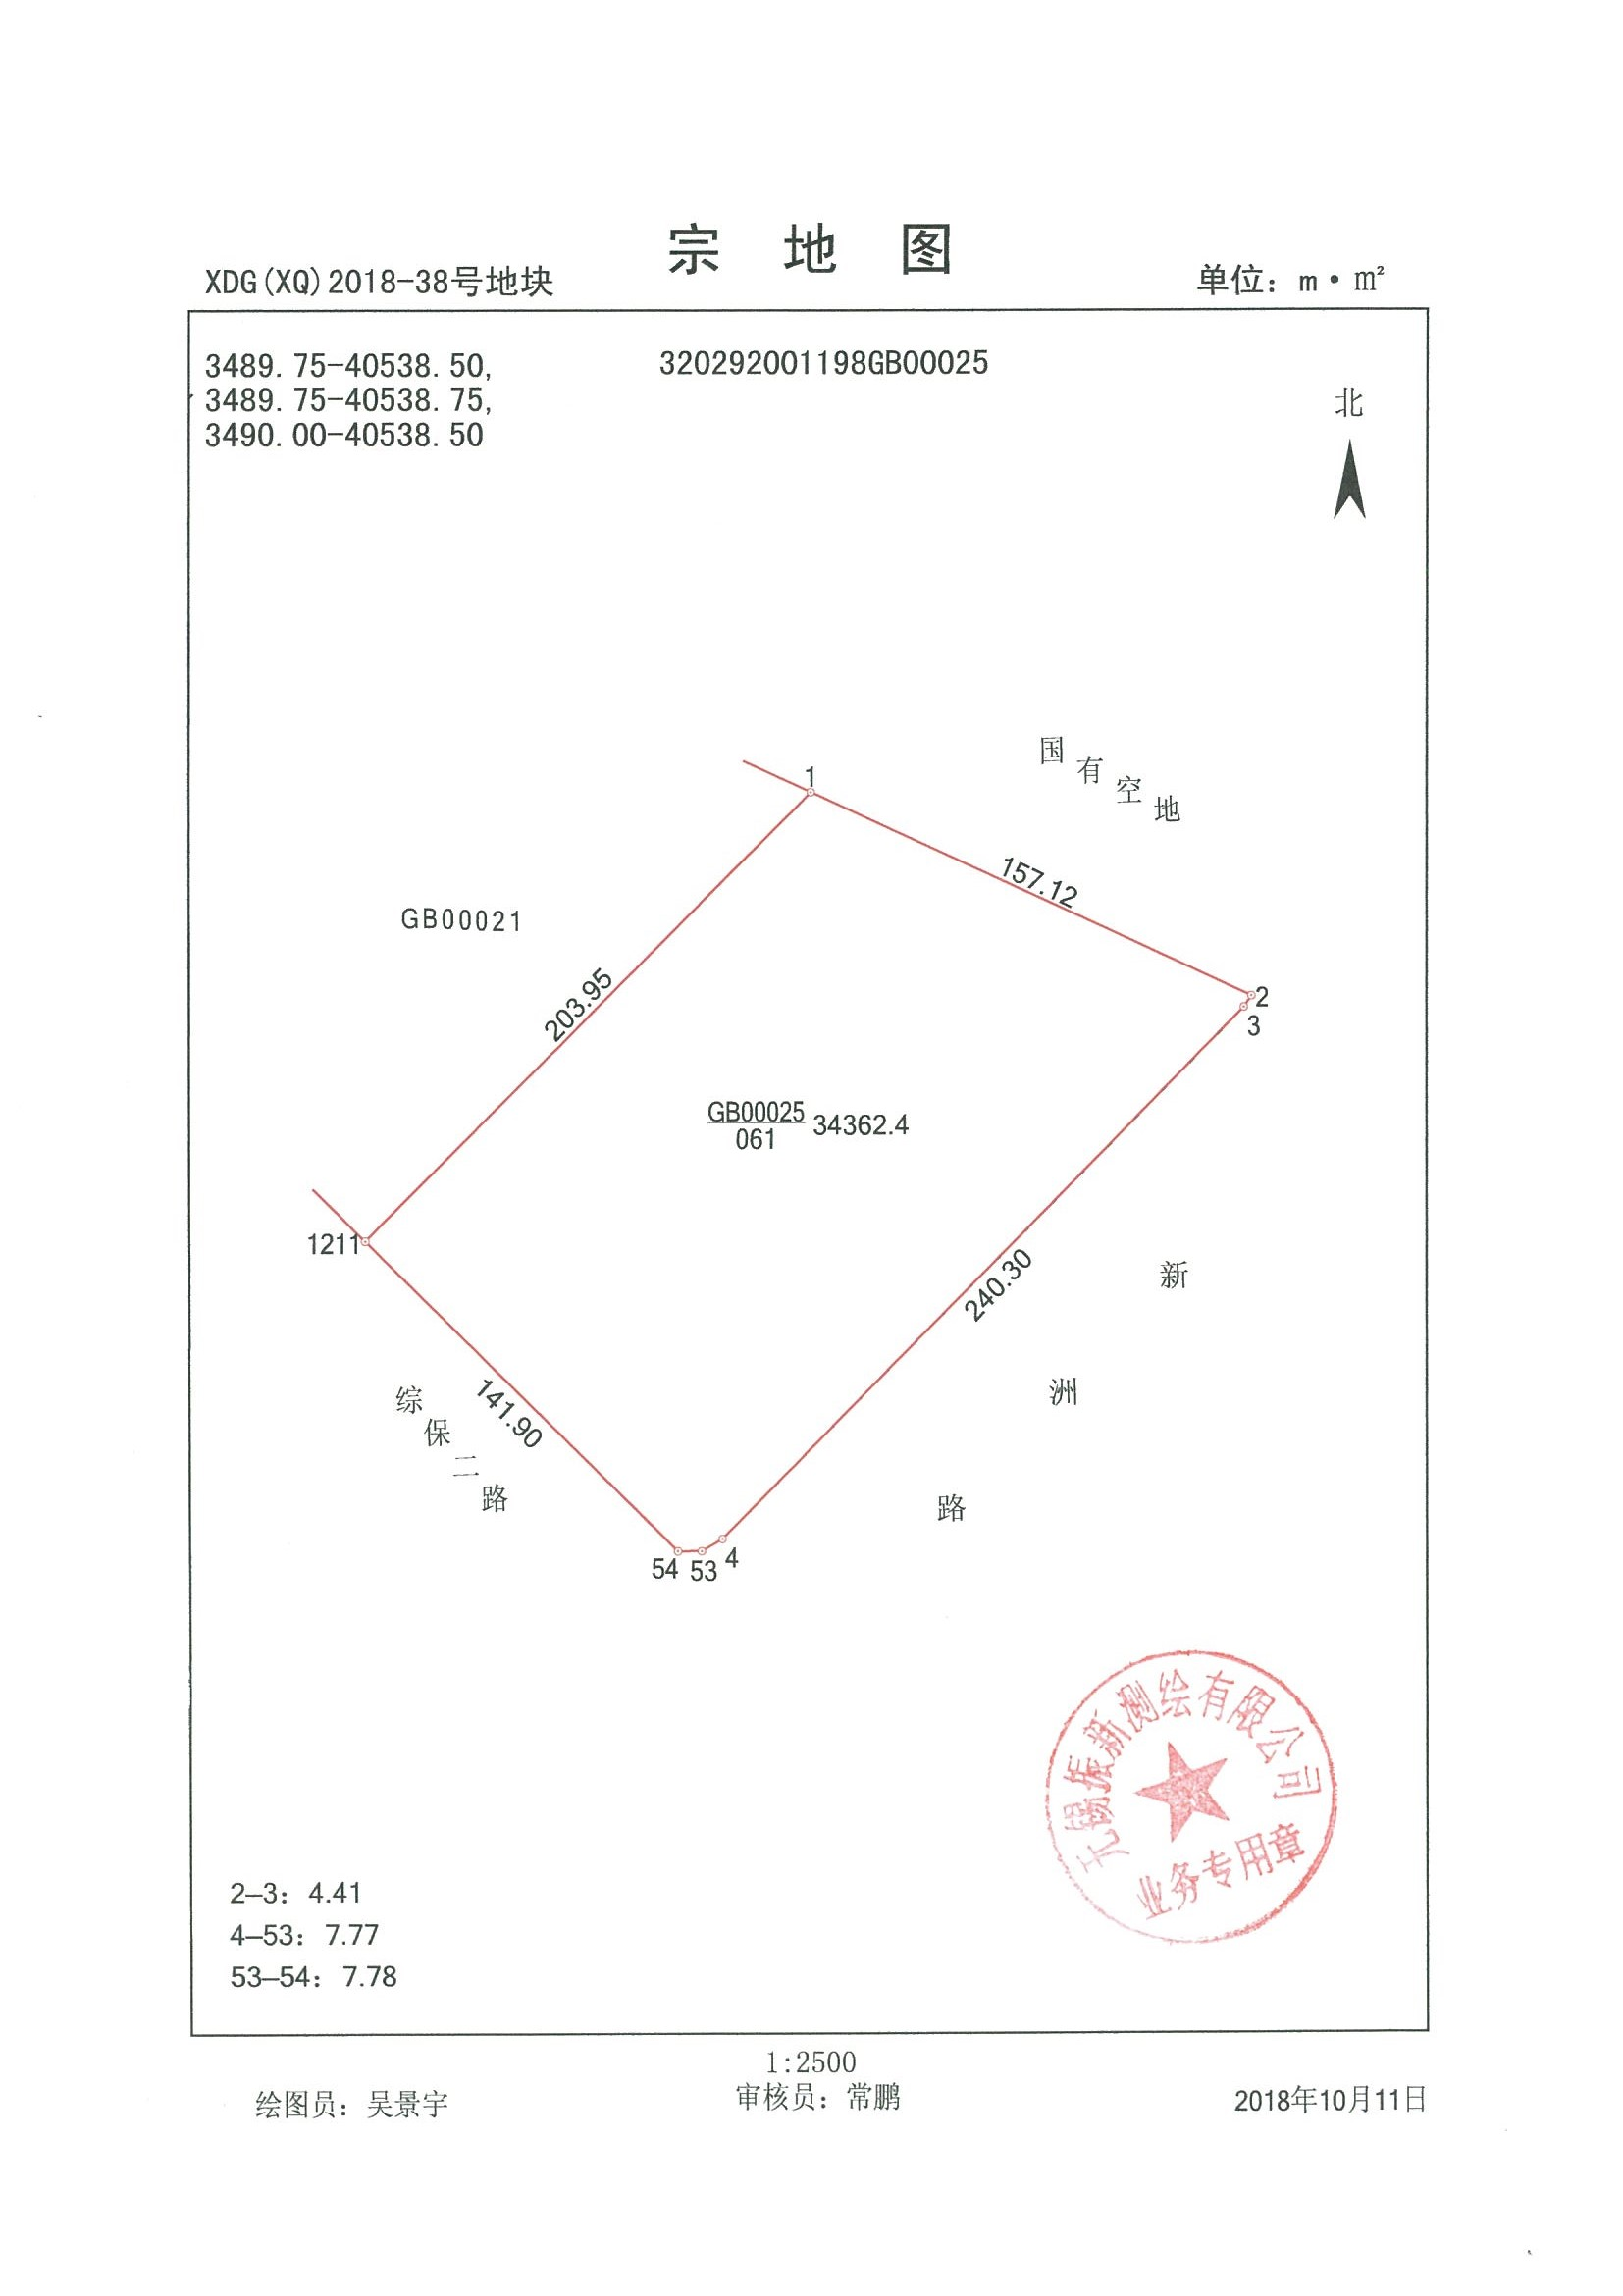 宗 地 图
XDG(XQ)2018-38号地块
单位：m·㎡
3489.75-40538.50,
3489.75-40538.75,
3490.00-40538.50
320292001198GB00025
北
国有空地
1
157.12
GB00021
203.95
2
3
GB00025
061
34362.4
1211
240.30
新洲路
141.90
综保二路
54
53
4
无锡振新测绘有限公司
业务专用章
2—3：4.41
4—53：7.77
53—54：7.78
1:2500
绘图员：吴景宇
审核员：常鹏
2018年10月11日